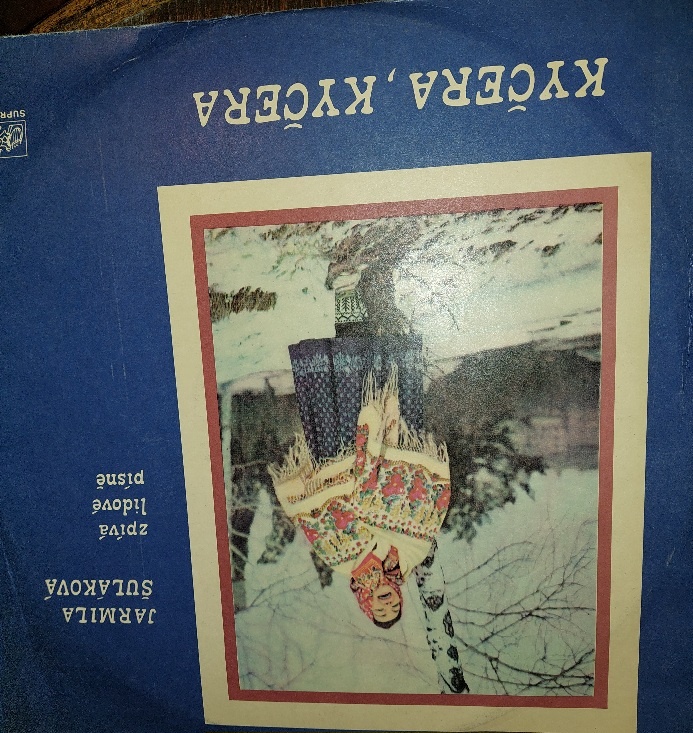 JARMILA
ŠULÁKOVÁ
zpívá
lidové
písně
KYČERA, KYČERA